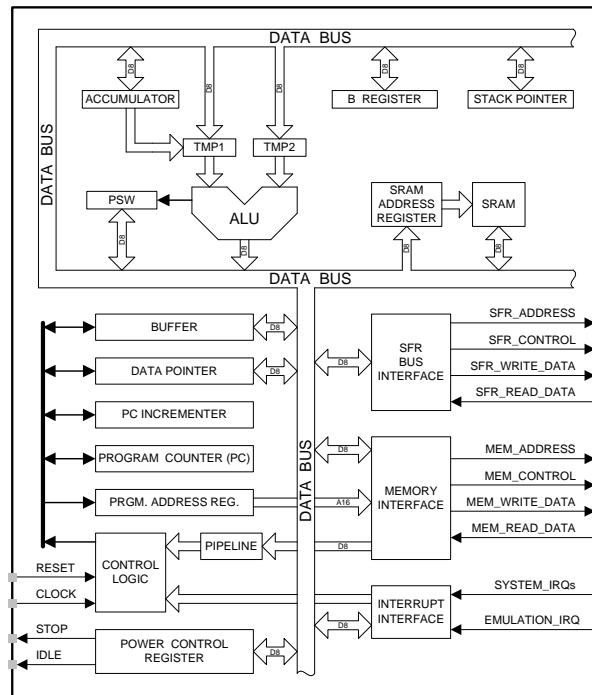 DATA BUS
D8
D8
D8
D8
D8
ACCUMULATOR
B REGISTER
STACK POINTER
DATA BUS
TMP1
TMP2
PSW
ALU
SRAM
ADDRESS
REGISTER
SRAM
D8
D8
D8
D8
DATA BUS
BUFFER
D8
DATA POINTER
D8
PC INCREMENTER
PROGRAM COUNTER (PC)
PRGM. ADDRESS REG.
A16
DATA BUS
D8
SFR
BUS
INTERFACE
SFR_ADDRESS
SFR_CONTROL
SFR_WRITE_DATA
SFR_READ_DATA
D8
MEMORY
INTERFACE
MEM_ADDRESS
MEM_CONTROL
MEM_WRITE_DATA
MEM_READ_DATA
CONTROL
LOGIC
PIPELINE
D8
RESET
CLOCK
INTERRUPT
INTERFACE
SYSTEM_IRQs
EMULATION_IRQ
D8
STOP
IDLE
POWER CONTROL
REGISTER
D8